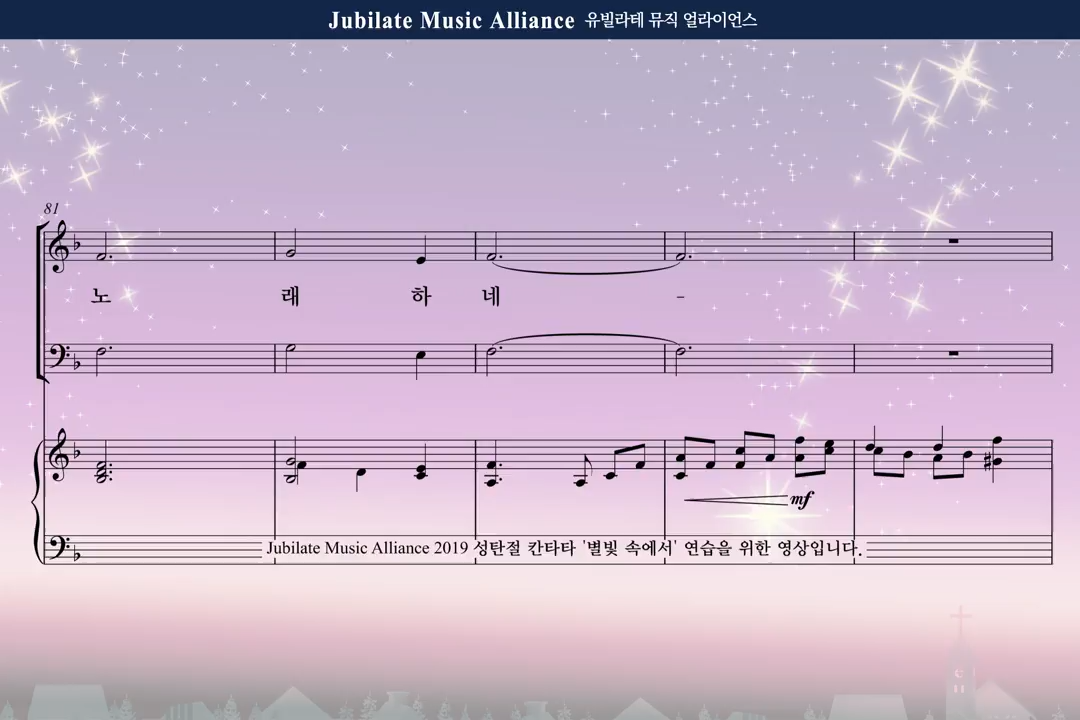 Jubilate Music Alliance 유빌라테 뮤직 얼라이언스
81
노 래 하 네 -
mf
Jubilate Music Alliance 2019 성탄절 칸타타 '별빛 속에서' 연습을 위한 영상입니다.